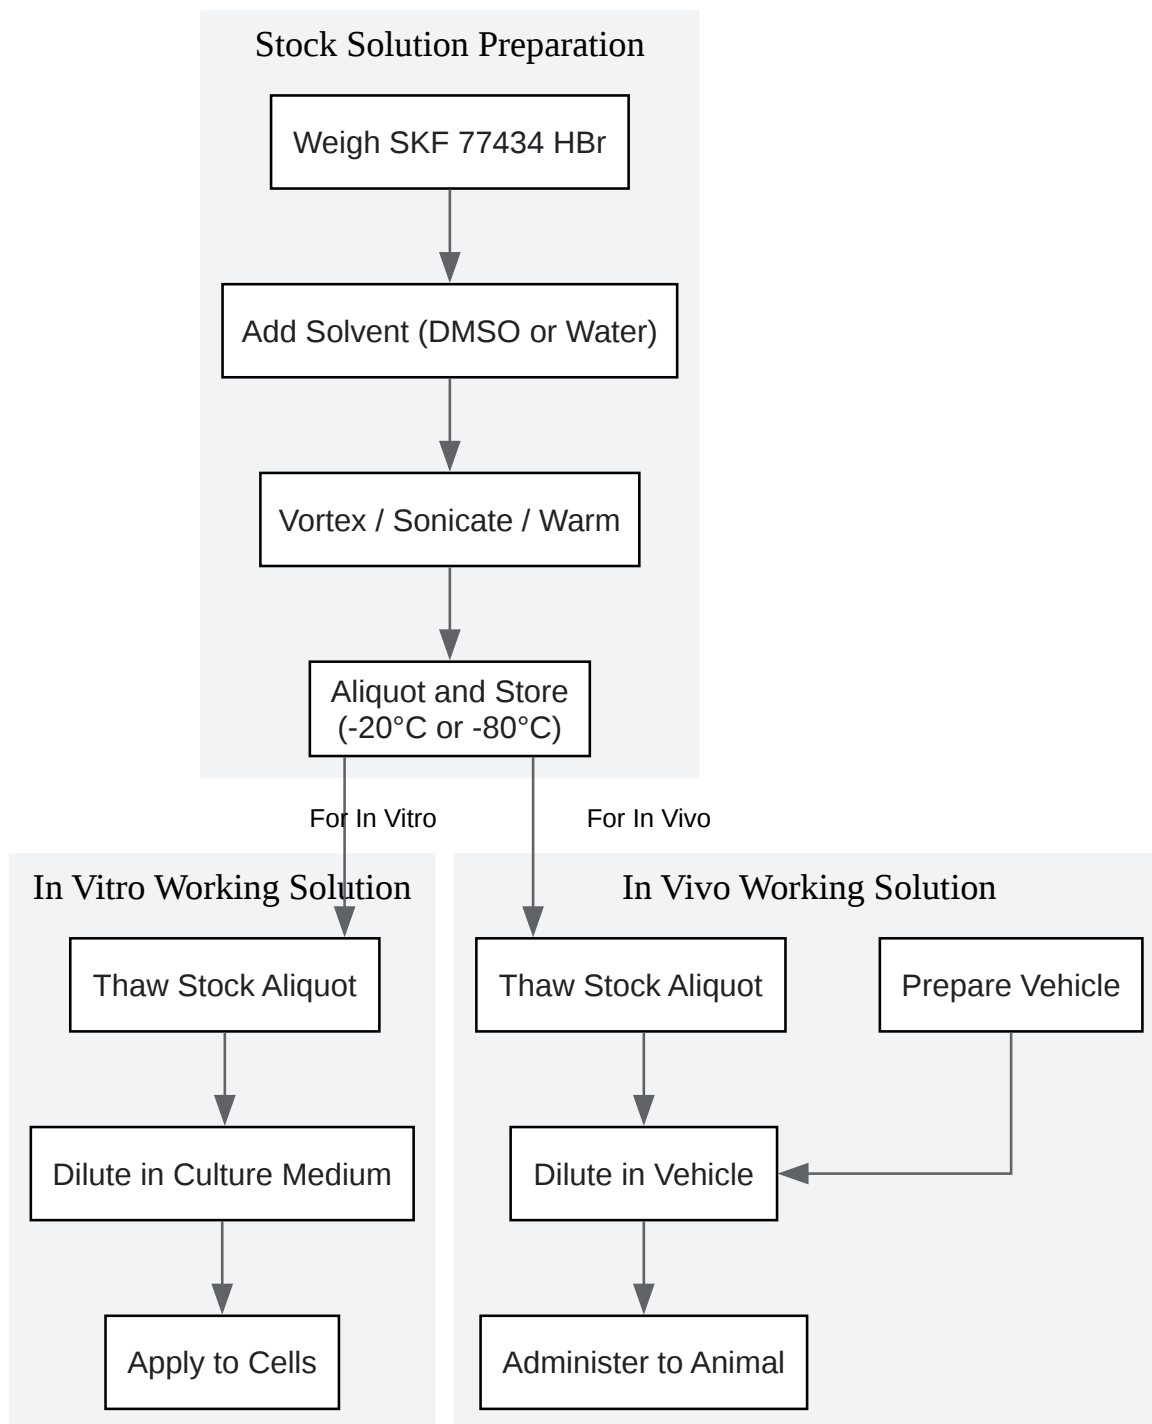 Stock Solution Preparation
Weigh SKF 77434 HBr
Add Solvent (DMSO or Water)
Vortex / Sonicate / Warm
Aliquot and Store
(-20°C or -80°C)
For In Vitro
For In Vivo
In Vitro Working Solution
Thaw Stock Aliquot
Dilute in Culture Medium
Apply to Cells
In Vivo Working Solution
Thaw Stock Aliquot
Prepare Vehicle
Dilute in Vehicle
Administer to Animal